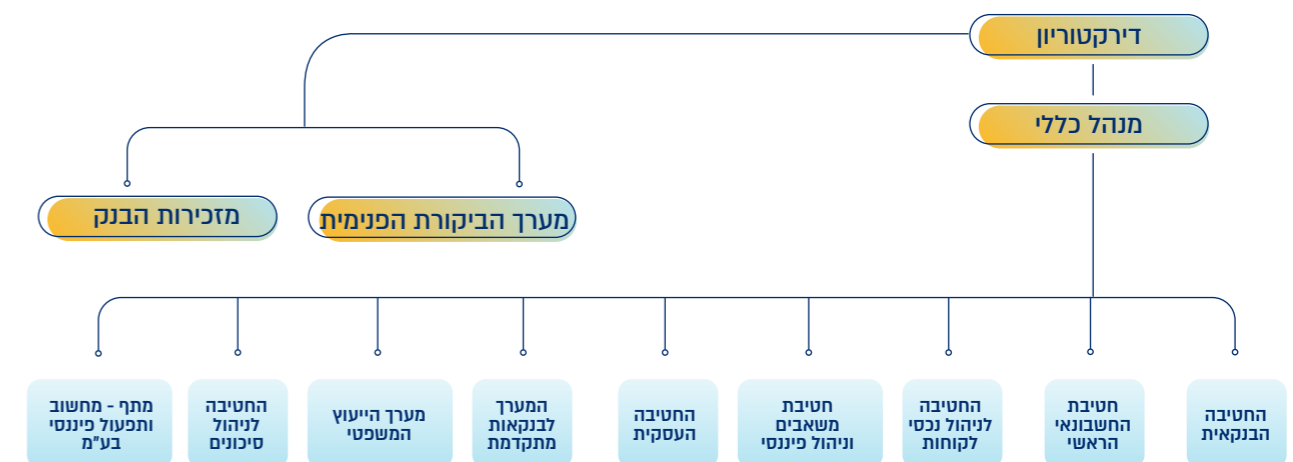 דירקטוריון
מנהל כללי
מערך הביקורת הפנימית
מזכירות הבנק
החטיבה
הבנקאית
חטיבת
החשבונאי
הראשי
החטיבה
לניהול נכסי
לקוחות
חטיבת
משאבים
וניהול פיננסי
החטיבה
העסקית
המערך
לבנקאות
מתקדמת
מערך הייעוץ
המשפטי
החטיבה
לניהול
סיכונים
מתף - מחשוב
ותפעול פיננסי
בע"מ